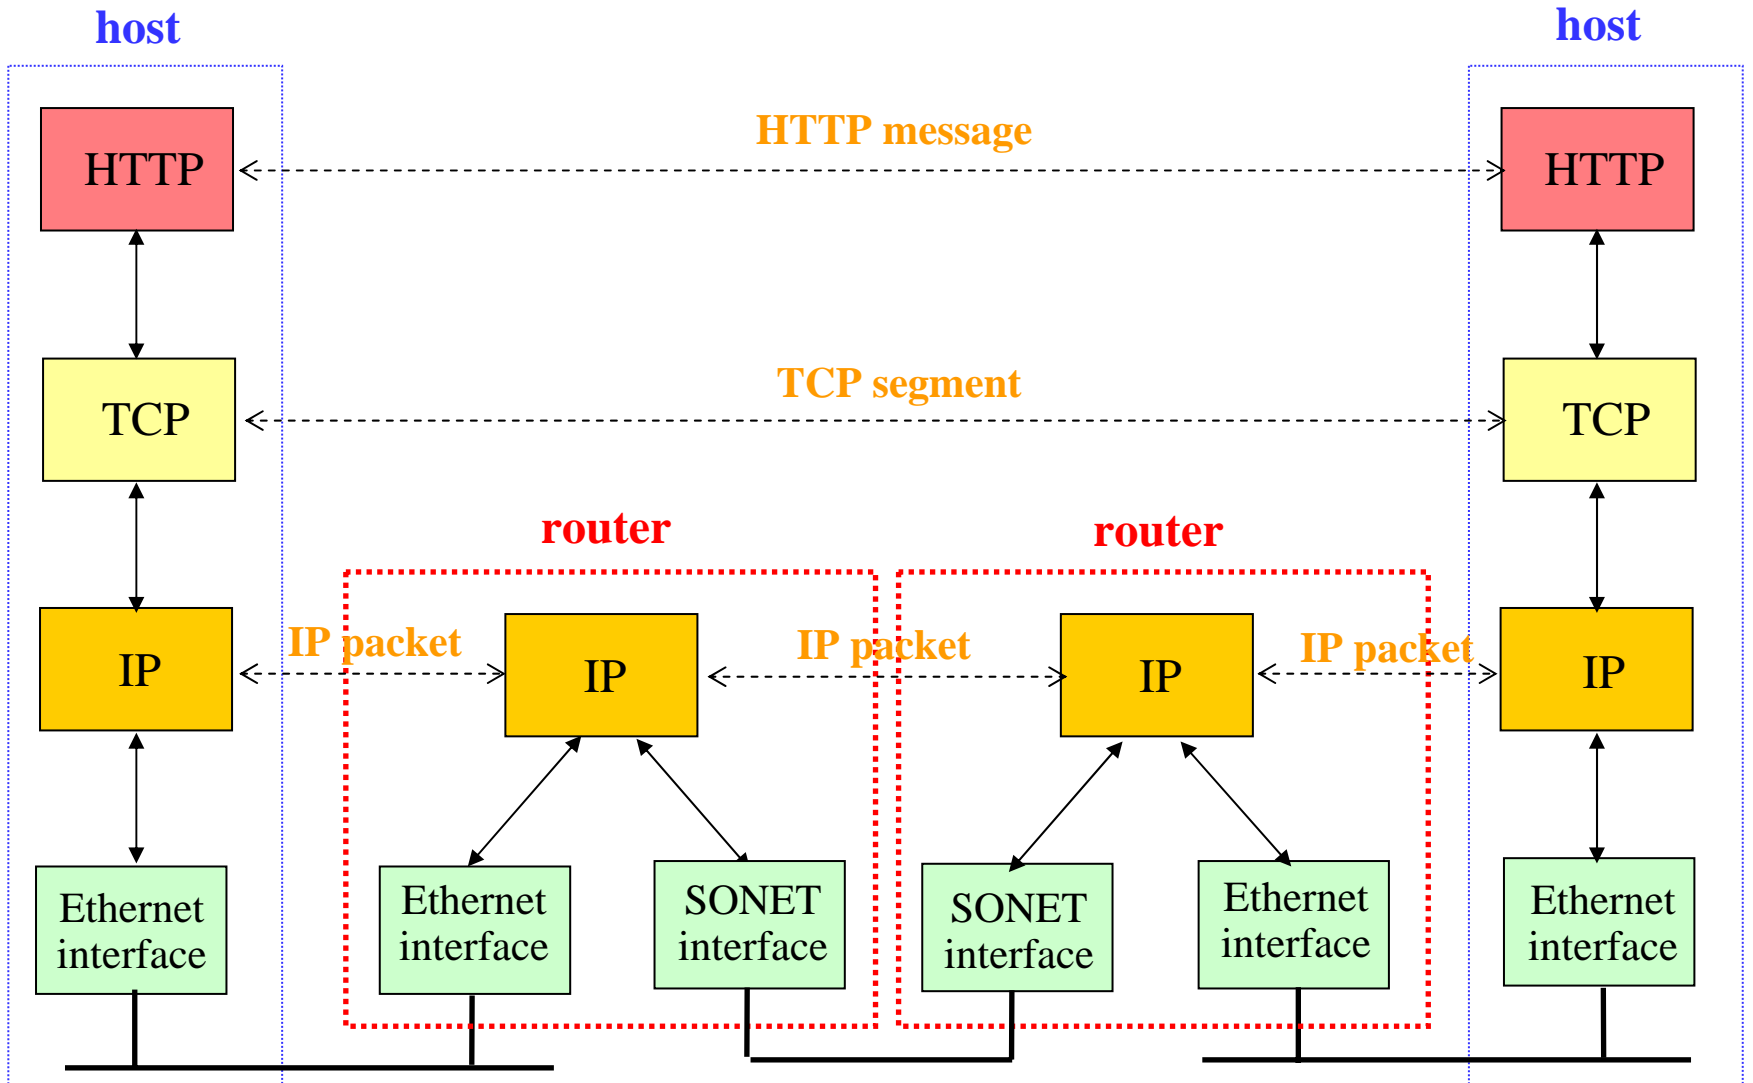 host
host
HTTP
HTTP message
HTTP
TCP
TCP segment
TCP
router
router
IP
IP packet
IP
IP packet
IP
IP packet
IP
Ethernet
interface
Ethernet
interface
SONET
interface
SONET
interface
Ethernet
interface
Ethernet
interface